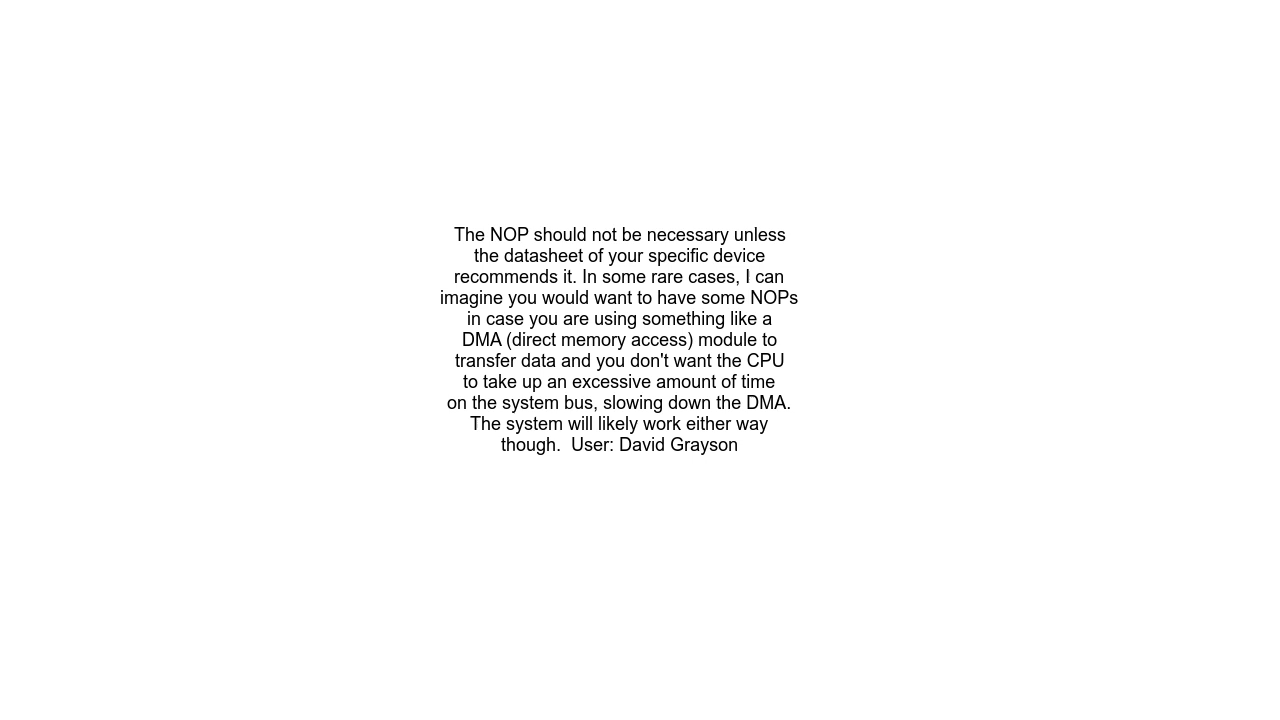 The NOP should not be necessary unless
the datasheet of your specific device
recommends it. In some rare cases, I can
imagine you would want to have some NOPs
in case you are using something like a
DMA (direct memory access) module to
transfer data and you don't want the CPU
to take up an excessive amount of time
on the system bus, slowing down the DMA.
The system will likely work either way
though.  User: David Grayson